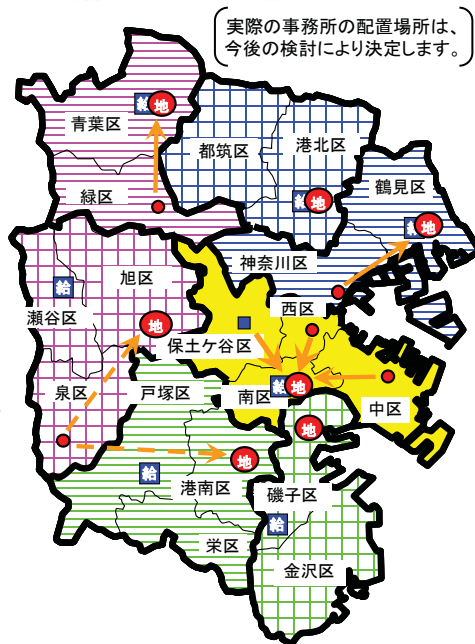 実際の事務所の配置場所は、
今後の検討により決定します。
給 地
青葉区
都筑区
港北区
鶴見区
緑区
給 地
給 地
神奈川区
旭区
給
西区
瀬谷区
地
保土ケ谷区
泉区
戸塚区
南区
給 地
中区
地
地
港南区
給
磯子区
給
栄区
金沢区